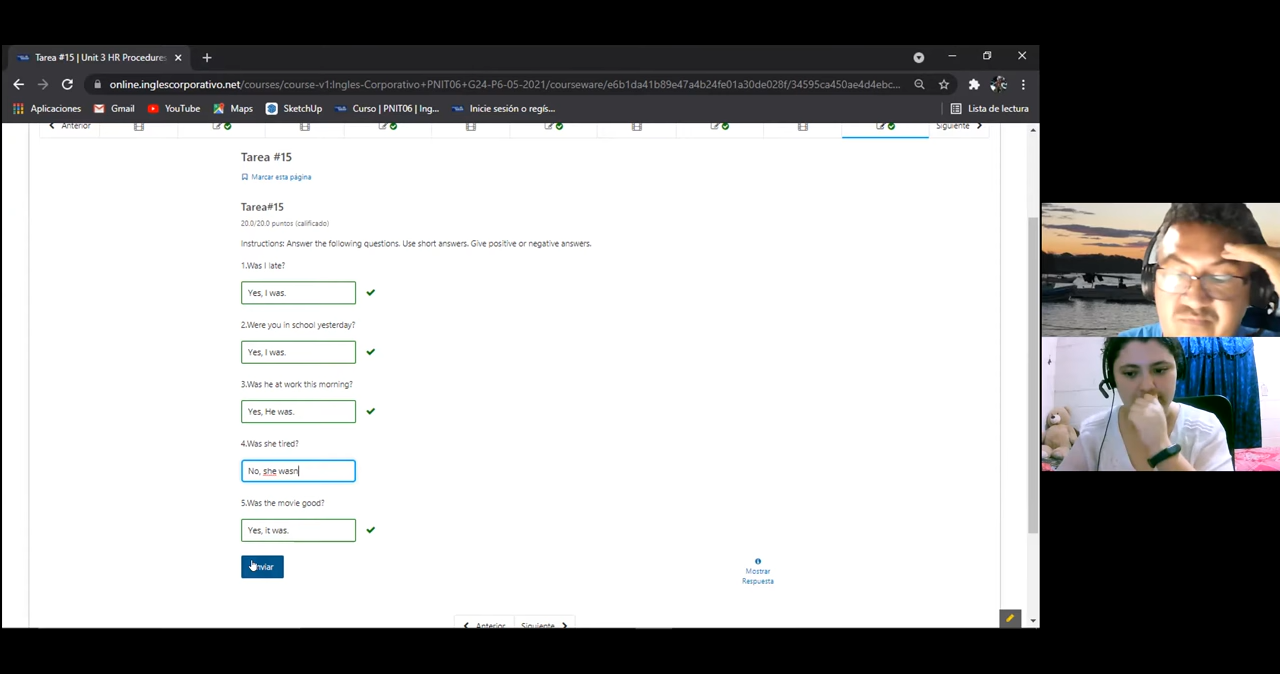 Tarea #15 | Unit 3 HR Procedures
online.inglescorporativo.net/courses/course-v1:Ingles-Corporativo+PNIT06+G24-P6-05-2021/courseware/e6b1da41b89e47a4b24fe01a30de028f/34595ca450ae4d4ebc...
Aplicaciones Gmail YouTube Maps SketchUp Curso | PNIT06 | Ing... Inicie sesión o regís... Lista de lectura
Anterior Siguiente
Tarea #15
Marcar esta página
Tarea#15
20.0/20.0 puntos (calificado)
Instructions: Answer the following questions. Use short answers. Give positive or negative answers.
1.Was I late?
Yes, I was.
2.Were you in school yesterday?
Yes, I was.
3.Was he at work this morning?
Yes, He was.
4.Was she tired?
No, she wasn
5.Was the movie good?
Yes, it was.
Enviar
Mostrar
Respuesta
Anterior Siguiente